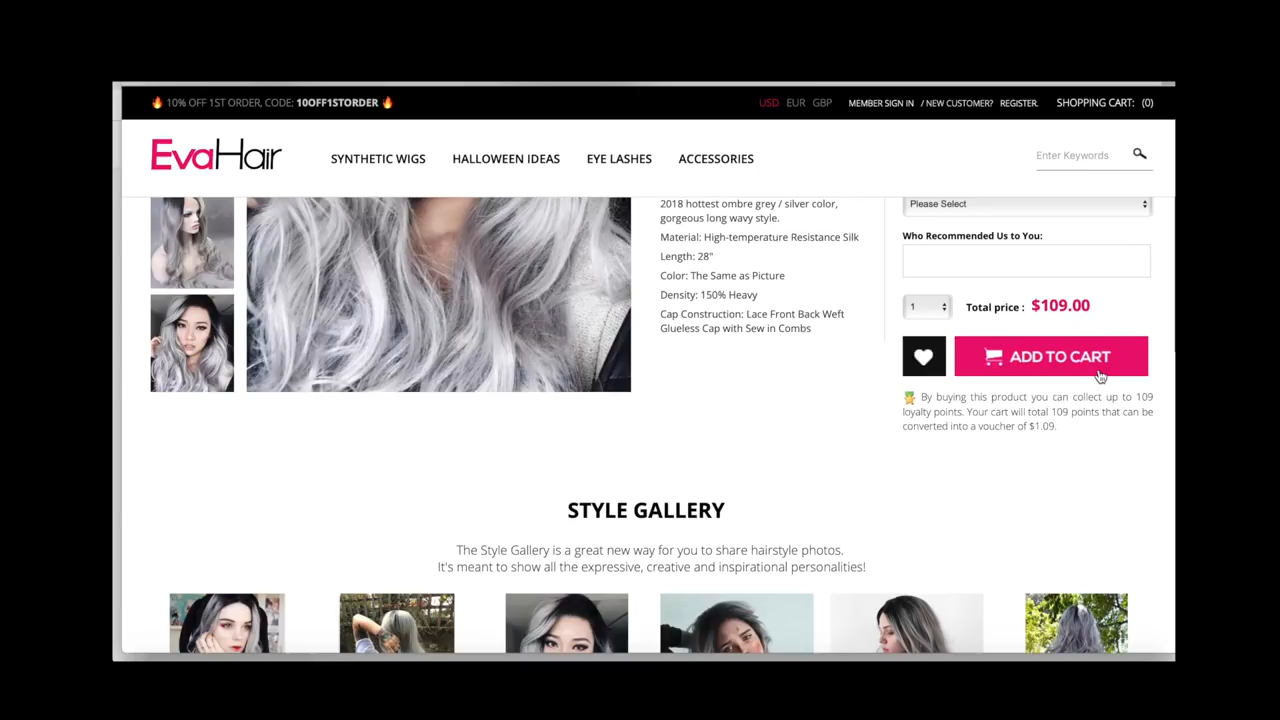 🔥 10% OFF 1ST ORDER, CODE: 10OFF1STORDER 🔥
USD EUR GBP
MEMBER SIGN IN / NEW CUSTOMER? REGISTER.
SHOPPING CART: (0)
EvaHair
SYNTHETIC WIGS
HALLOWEEN IDEAS
EYE LASHES
ACCESSORIES
Enter Keywords
2018 hottest ombre grey / silver color,
gorgeous long wavy style.
Material: High-temperature Resistance Silk
Length: 28"
Color: The Same as Picture
Density: 150% Heavy
Cap Construction: Lace Front Back Weft
Glueless Cap with Sew in Combs
Please Select
Who Recommended Us to You:
1
Total price : $109.00
ADD TO CART
By buying this product you can collect up to 109
loyalty points. Your cart will total 109 points that can be
converted into a voucher of $1.09.
STYLE GALLERY
The Style Gallery is a great new way for you to share hairstyle photos.
It's meant to show all the expressive, creative and inspirational personalities!